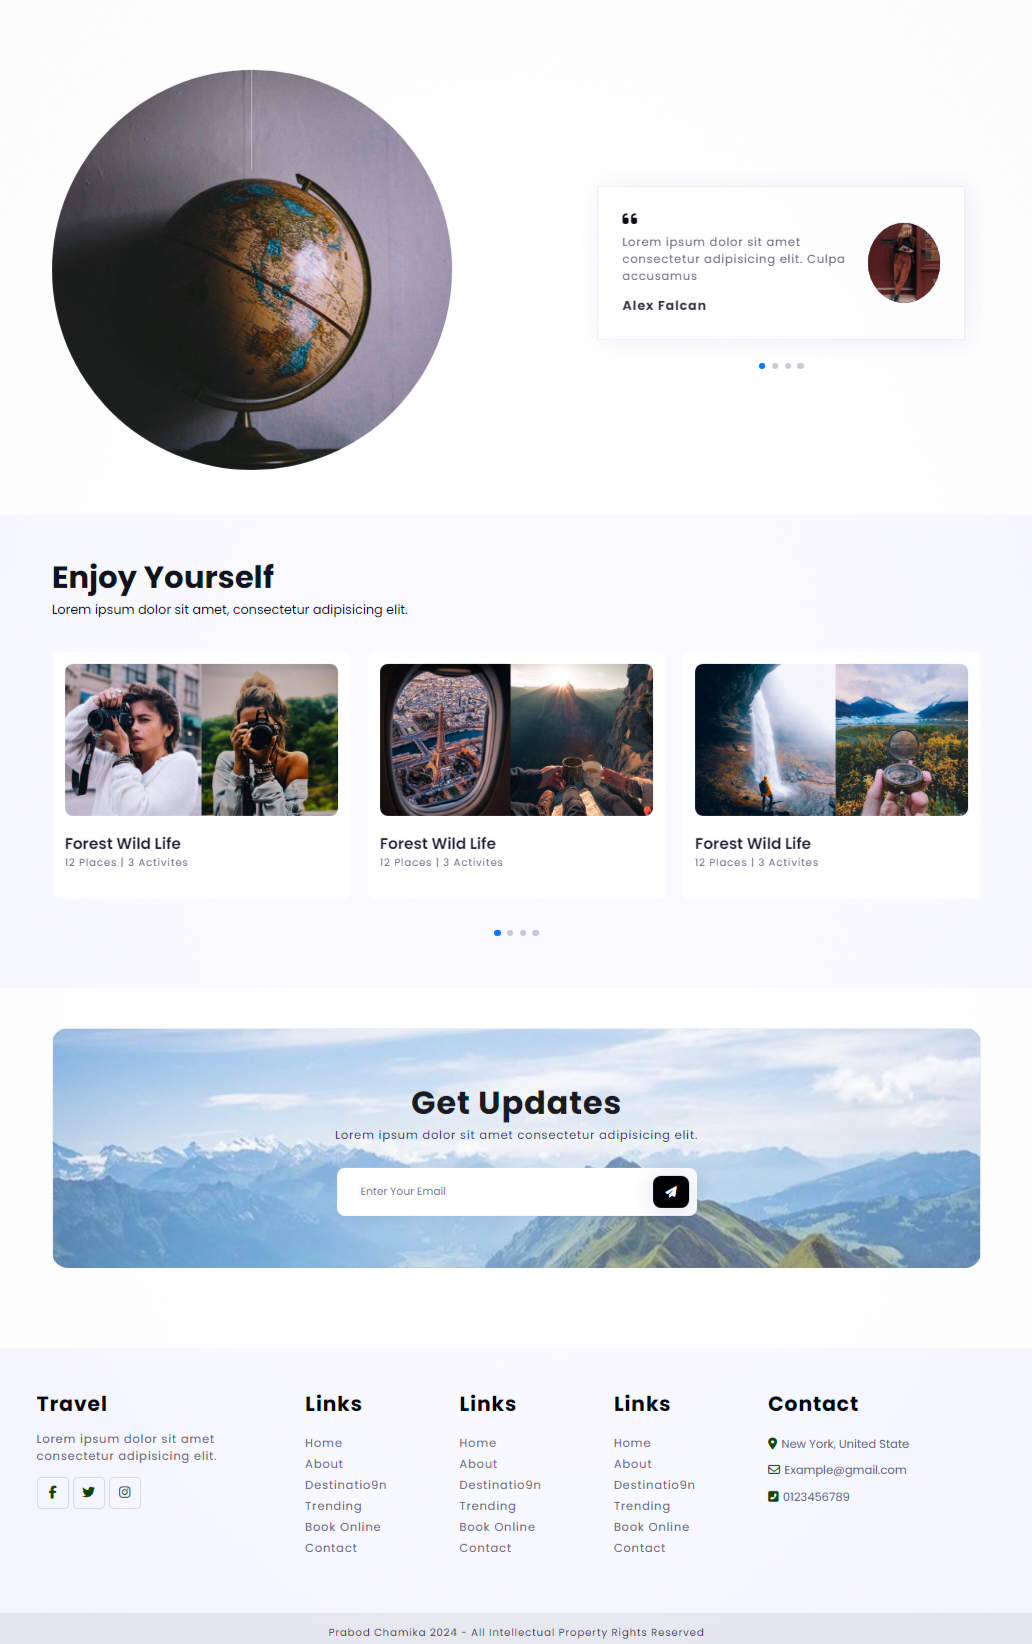 “
Lorem ipsum dolor sit amet
consectetur adipisicing elit. Culpa
accusamus
Alex Falcan
Enjoy Yourself
Lorem ipsum dolor sit amet, consectetur adipisicing elit.
Forest Wild Life
12 Places | 3 Activites
Forest Wild Life
12 Places | 3 Activites
Forest Wild Life
12 Places | 3 Activites
Get Updates
Lorem ipsum dolor sit amet consectetur adipisicing elit.
Enter Your Email
Travel
Lorem ipsum dolor sit amet
consectetur adipisicing elit.
Links
Home
About
Destinatio9n
Trending
Book Online
Contact
Links
Home
About
Destinatio9n
Trending
Book Online
Contact
Links
Home
About
Destinatio9n
Trending
Book Online
Contact
Contact
New York, United State
Example@gmail.com
0123456789
Prabod Chamika 2024 - All Intellectual Property Rights Reserved